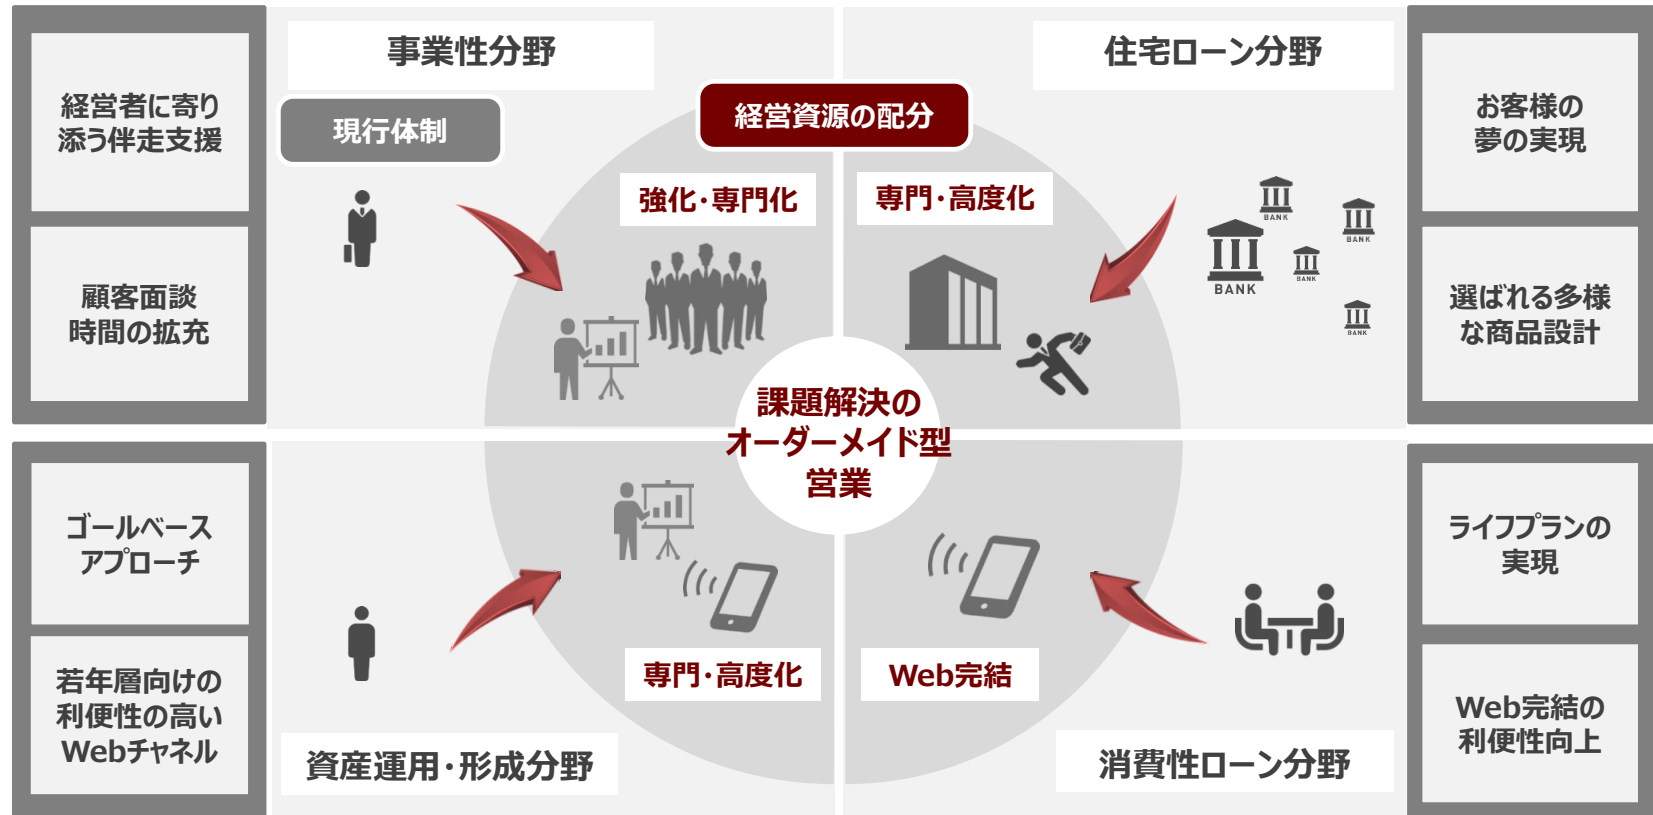 経営者に寄り
添う伴走支援
顧客面談
時間の拡充
事業性分野
現行体制
強化・専門化
経営資源の配分
住宅ローン分野
専門・高度化
BANK
BANK
BANK
BANK
BANK
お客様の
夢の実現
選ばれる多様
な商品設計
課題解決の
オーダーメイド型
営業
ゴールベース
アプローチ
若年層向けの
利便性の高い
Webチャネル
専門・高度化
資産運用・形成分野
Web完結
消費性ローン分野
ライフプランの
実現
Web完結の
利便性向上